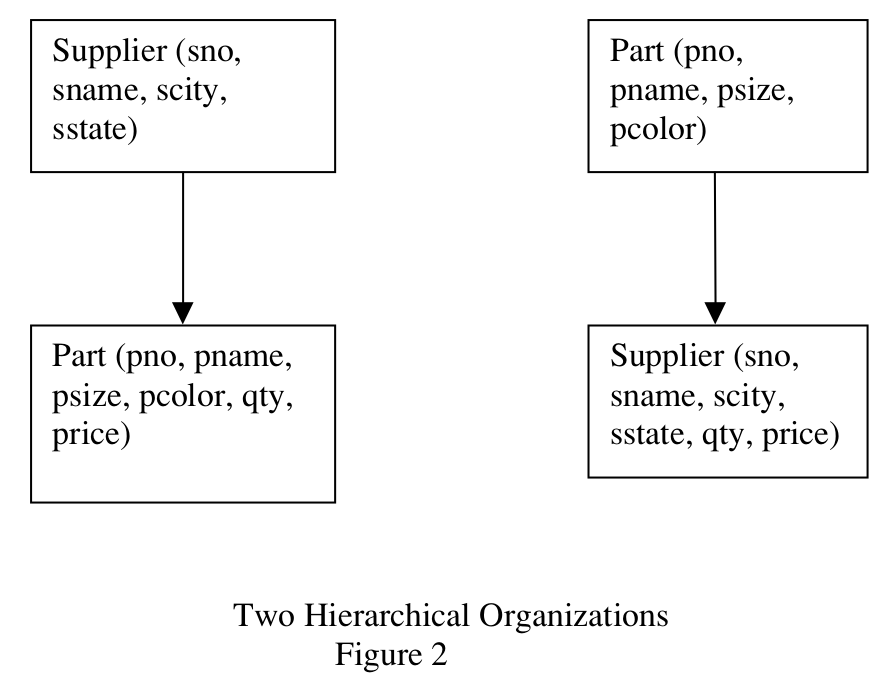 Supplier (sno,
sname, scity,
sstate)
Part (pno,
pname, psize,
pcolor)
Part (pno, pname,
psize, pcolor, qty,
price)
Supplier (sno,
sname, scity,
sstate, qty, price)
Two Hierarchical Organizations
Figure 2